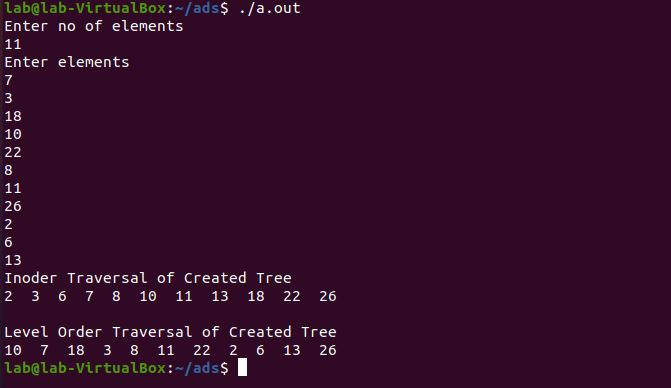 lab@lab-VirtualBox:~/ads$ ./a.out
Enter no of elements
11
Enter elements
7
3
18
10
22
8
11
26
2
6
13
Inoder Traversal of Created Tree
2  3  6  7  8  10  11  13  18  22  26
Level Order Traversal of Created Tree
10  7  18  3  8  11  22  2  6  13  26
lab@lab-VirtualBox:~/ads$